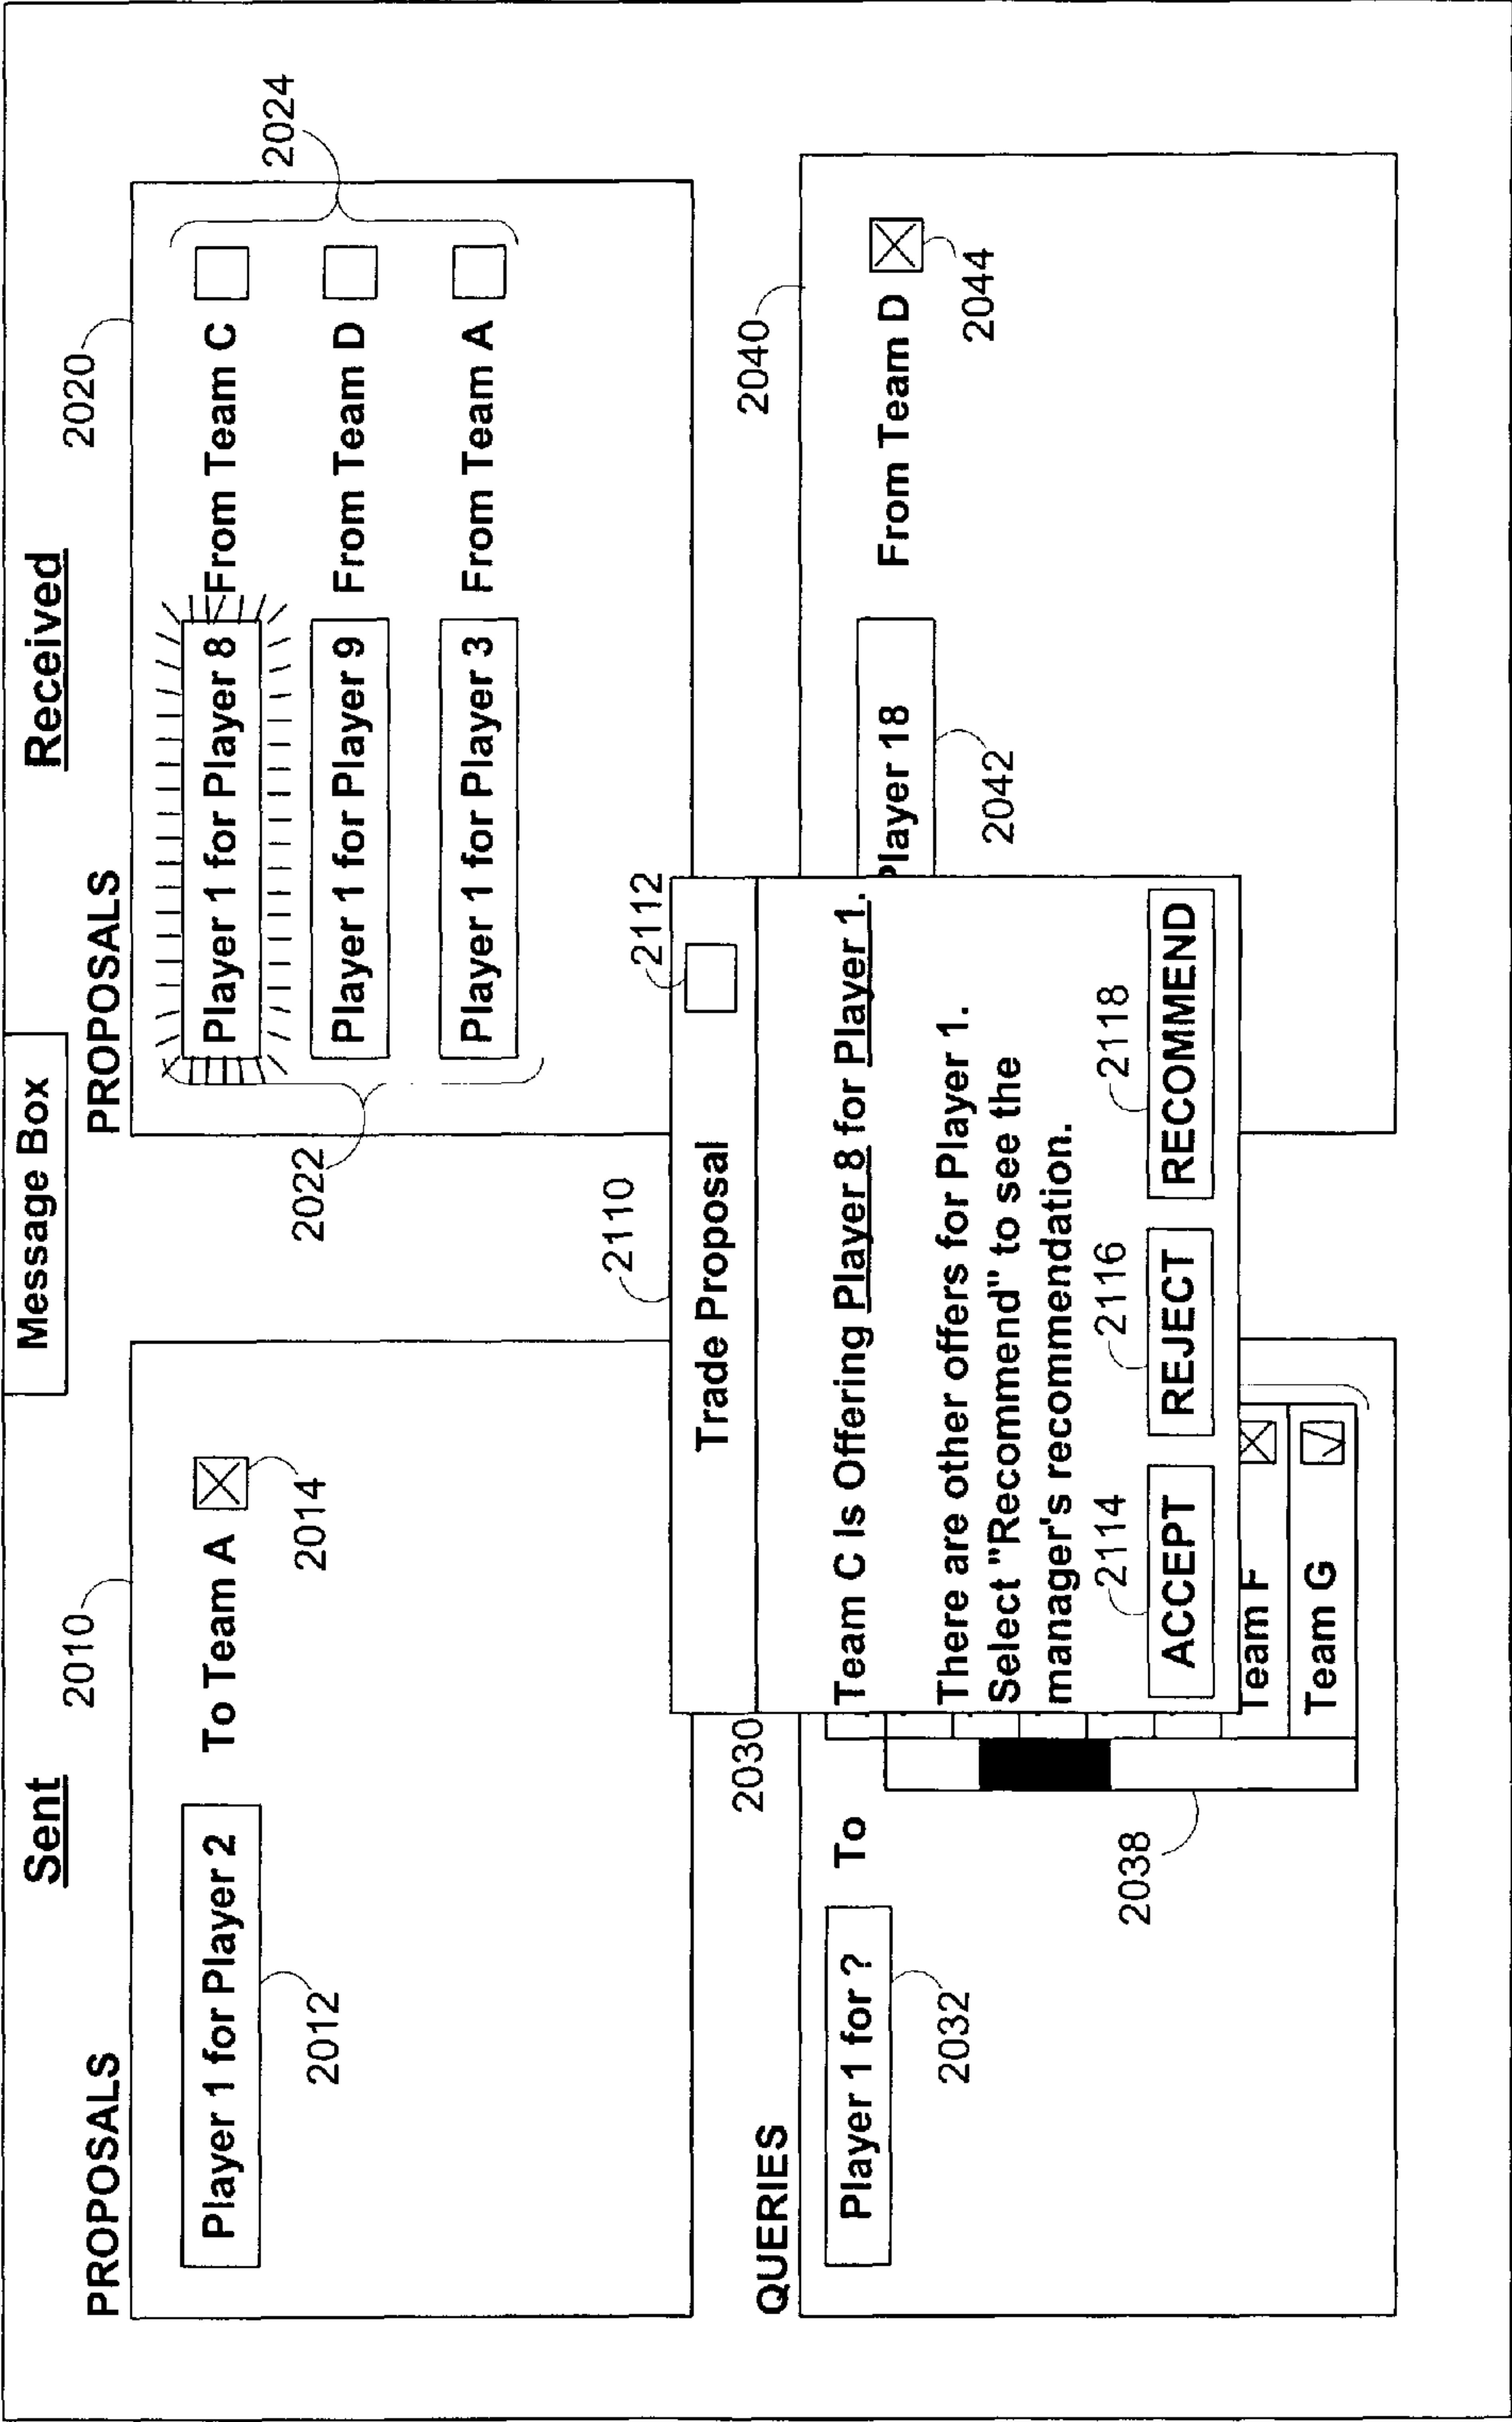 Message Box
Sent
Received
PROPOSALS
2010
Player 1 for Player 2
To Team A
2012
2014
PROPOSALS
2020
Player 1 for Player 8
From Team C
2024
Player 1 for Player 9
From Team D
Player 1 for Player 3
From Team A
2022
2110
2112
Trade Proposal
Team C Is Offering Player 8 for Player 1.
There are other offers for Player 1.
Select "Recommend" to see the
manager's recommendation.
2114
2116
2118
ACCEPT
REJECT
RECOMMEND
QUERIES
2030
Player 1 for ?
To
2032
2038
Team F
Team G
2040
Player 18
From Team D
2042
2044